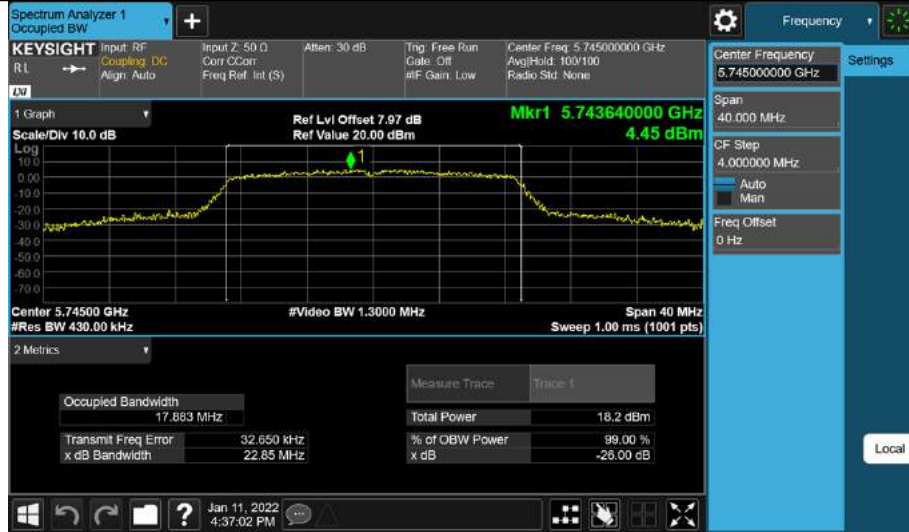 Spectrum Analyzer 1
Occupied BW
+
Frequency
KEYSIGHT
RL
LXI
Input: RF
Coupling: DC
Align: Auto
Input Z: 50 Ω
Corr CCorr
Freq Ref: Int (S)
Atten: 30 dB
Trig: Free Run
Gate: Off
#IF Gain: Low
Center Freq: 5.745000000 GHz
Avg|Hold: 100/100
Radio Std: None
Center Frequency
5.745000000 GHz
Settings
Span
40.000 MHz
CF Step
4.000000 MHz
Auto
Man
Freq Offset
0 Hz
Local
1 Graph
Scale/Div 10.0 dB
Ref Lvl Offset 7.97 dB
Ref Value 20.00 dBm
Mkr1 5.743640000 GHz
4.45 dBm
Log
10.0
0.00
-10.0
-20.0
-30.0
-40.0
-50.0
-60.0
-70.0
1
Center 5.74500 GHz
#Res BW 430.00 kHz
#Video BW 1.3000 MHz
Span 40 MHz
Sweep 1.00 ms (1001 pts)
2 Metrics
Measure Trace Trace 1
Occupied Bandwidth
17.883 MHz
Total Power 18.2 dBm
Transmit Freq Error 32.650 kHz
% of OBW Power 99.00 %
x dB Bandwidth 22.85 MHz
x dB -26.00 dB
?
Jan 11, 2022
4:37:02 PM